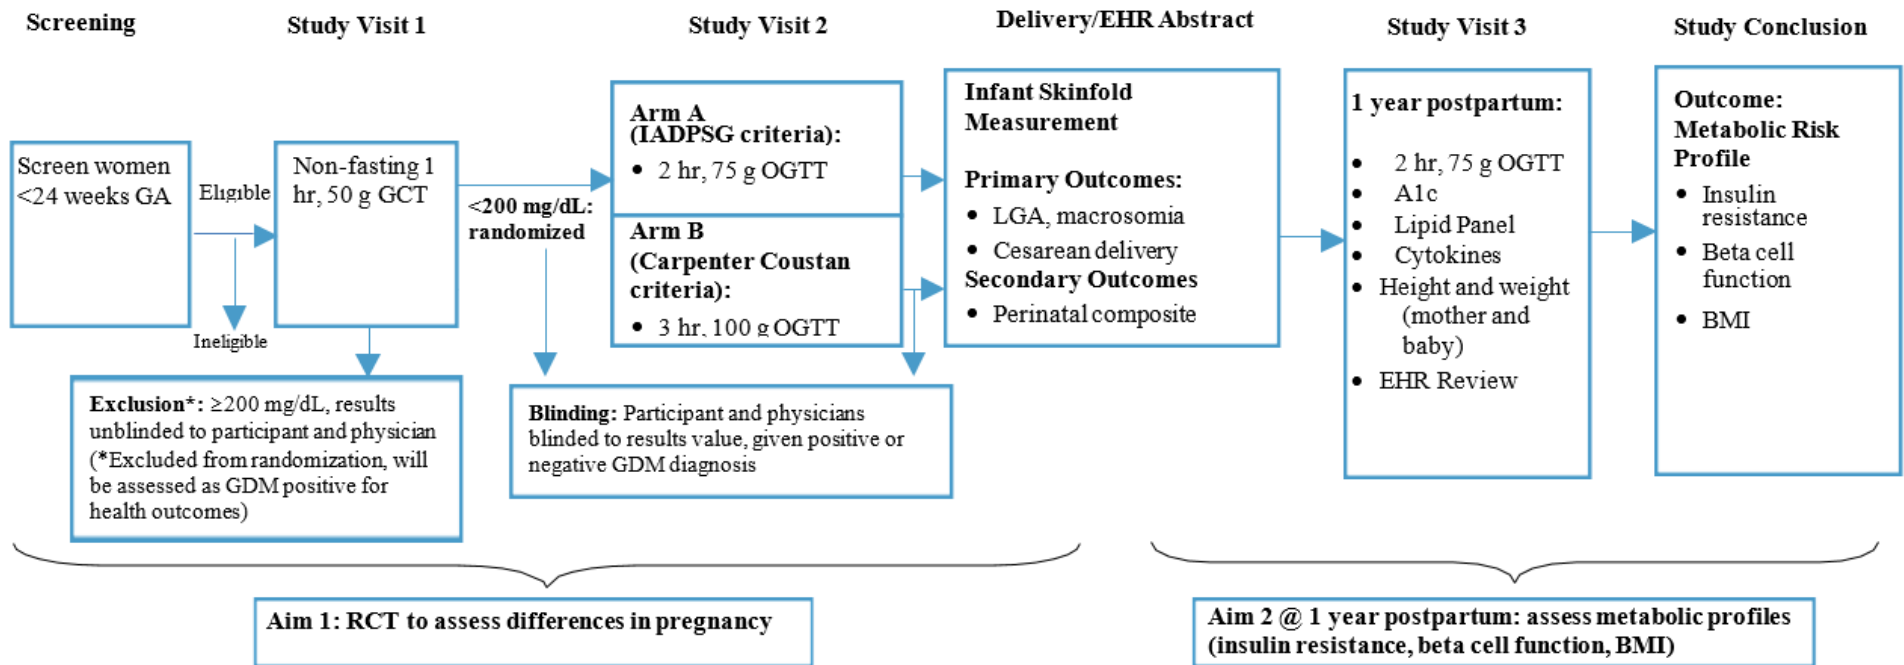 Screening
Study Visit 1
Study Visit 2
Delivery/EHR Abstract
Study Visit 3
Study Conclusion
Screen women
<24 weeks GA
Eligible
Ineligible
Non-fasting 1
hr, 50 g GCT
<200 mg/dL:
randomized
Exclusion*: ≥200 mg/dL, results
unblinded to participant and physician
(*Excluded from randomization, will
be assessed as GDM positive for
health outcomes)
Arm A
(IADPSG criteria):
• 2 hr, 75 g OGTT
Arm B
(Carpenter Coustan
criteria):
• 3 hr, 100 g OGTT
Blinding: Participant and physicians
blinded to results value, given positive or
negative GDM diagnosis
Infant Skinfold
Measurement
Primary Outcomes:
• LGA, macrosomia
• Cesarean delivery
Secondary Outcomes
• Perinatal composite
1 year postpartum:
• 2 hr, 75 g OGTT
• A1c
• Lipid Panel
• Cytokines
• Height and weight
(mother and
baby)
• EHR Review
Outcome:
Metabolic Risk
Profile
• Insulin
resistance
• Beta cell
function
• BMI
Aim 1: RCT to assess differences in pregnancy
Aim 2 @ 1 year postpartum: assess metabolic profiles
(insulin resistance, beta cell function, BMI)